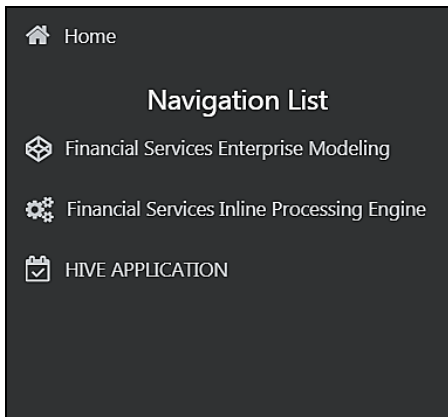 Home
Navigation List
Financial Services Enterprise Modeling
Financial Services Inline Processing Engine
HIVE APPLICATION